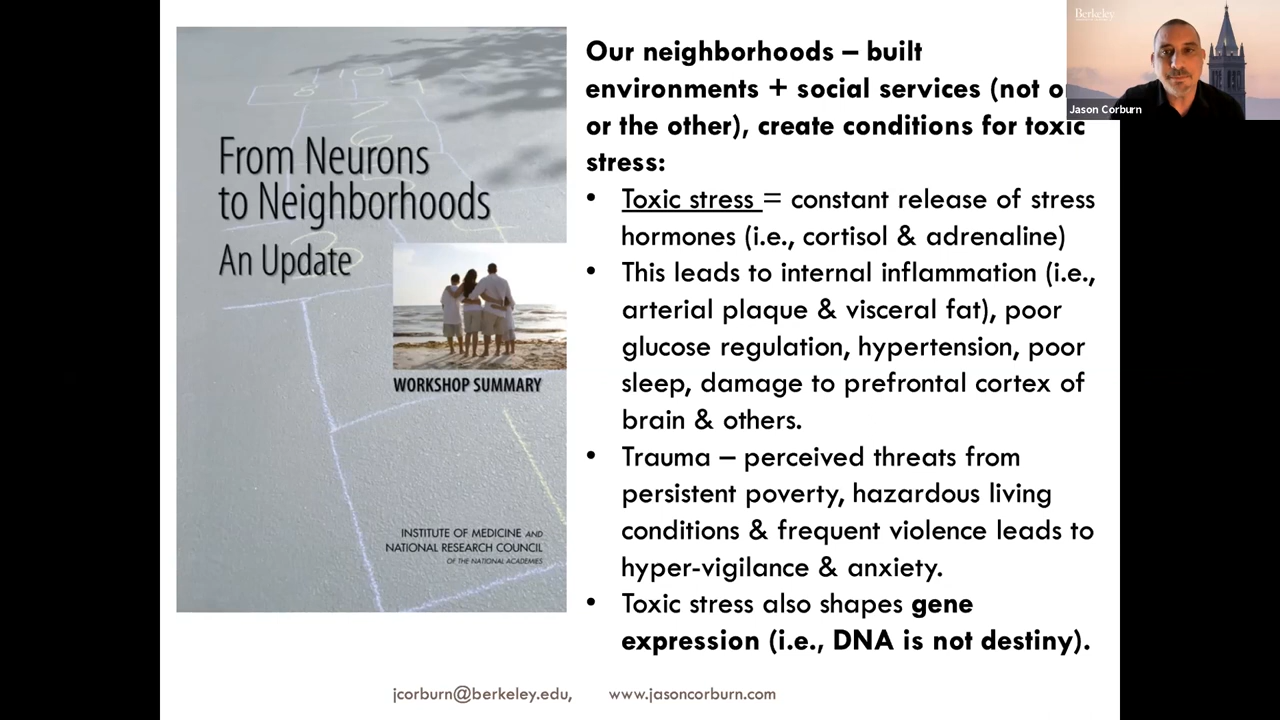 From Neurons
to Neighborhoods
An Update
WORKSHOP SUMMARY
INSTITUTE OF MEDICINE AND
NATIONAL RESEARCH COUNCIL
OF THE NATIONAL ACADEMIES
Our neighborhoods – built
environments + social services (not
or the other), create conditions for toxic
stress:
• Toxic stress = constant release of stress
hormones (i.e., cortisol & adrenaline)
• This leads to internal inflammation (i.e.,
arterial plaque & visceral fat), poor
glucose regulation, hypertension, poor
sleep, damage to prefrontal cortex of
brain & others.
• Trauma – perceived threats from
persistent poverty, hazardous living
conditions & frequent violence leads to
hyper-vigilance & anxiety.
• Toxic stress also shapes gene
expression (i.e., DNA is not destiny).
jcorburn@berkeley.edu, www.jasoncorburn.com
Berkeley
Jason Corburn